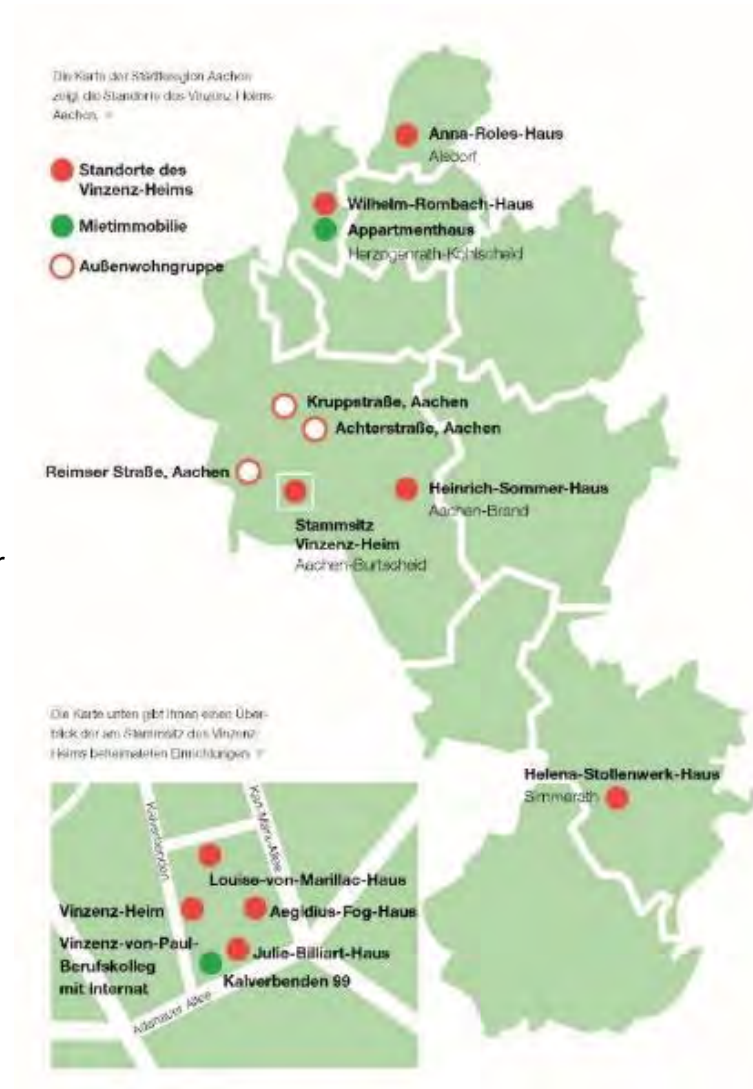 Die Karte der Städteregion Aachen
zeigt die Standorte des Vinzenz-Heims
Aachen.
Standorte des
Vinzenz-Heims
Mietimmobilie
Außenwohngruppe
Anna-Roles-Haus
Alsdorf
Wilhelm-Rombach-Haus
Appartmenthaus
Herzogenrath-Kohlscheid
Kruppstraße, Aachen
Achterstraße, Aachen
Reimser Straße, Aachen
Heinrich-Sommer-Haus
Aachen-Brand
Stammsitz
Vinzenz-Heim
Aachen-Burtscheid
r
Die Karte unten gibt Ihnen einen Über-
blick der am Stammsitz des Vinzenz-
Heims beheimateten Einrichtungen.
Helena-Stollenwerk-Haus
Simmerath
Kalverbenden
Karl-Marx-Allee
Louise-von-Marillac-Haus
Vinzenz-Heim
Aegidius-Fog-Haus
Vinzenz-von-Paul-
Berufskolleg
mit Internat
Julie-Billiart-Haus
Kalverbenden 99
Adenauer Allee